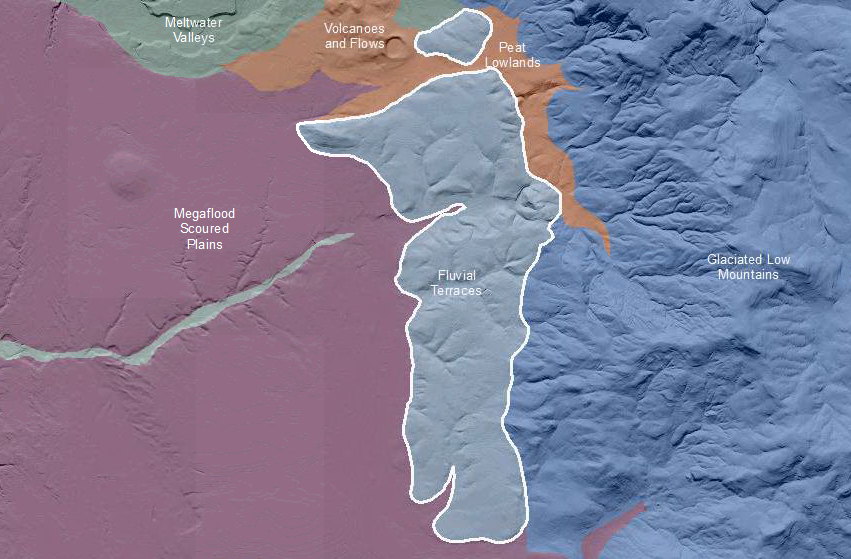 Meltwater
Valleys
Volcanoes
and Flows
Peat
Lowlands
Megaflood
Scoured
Plains
Glaciated Low
Mountains
Fluvial
Terraces